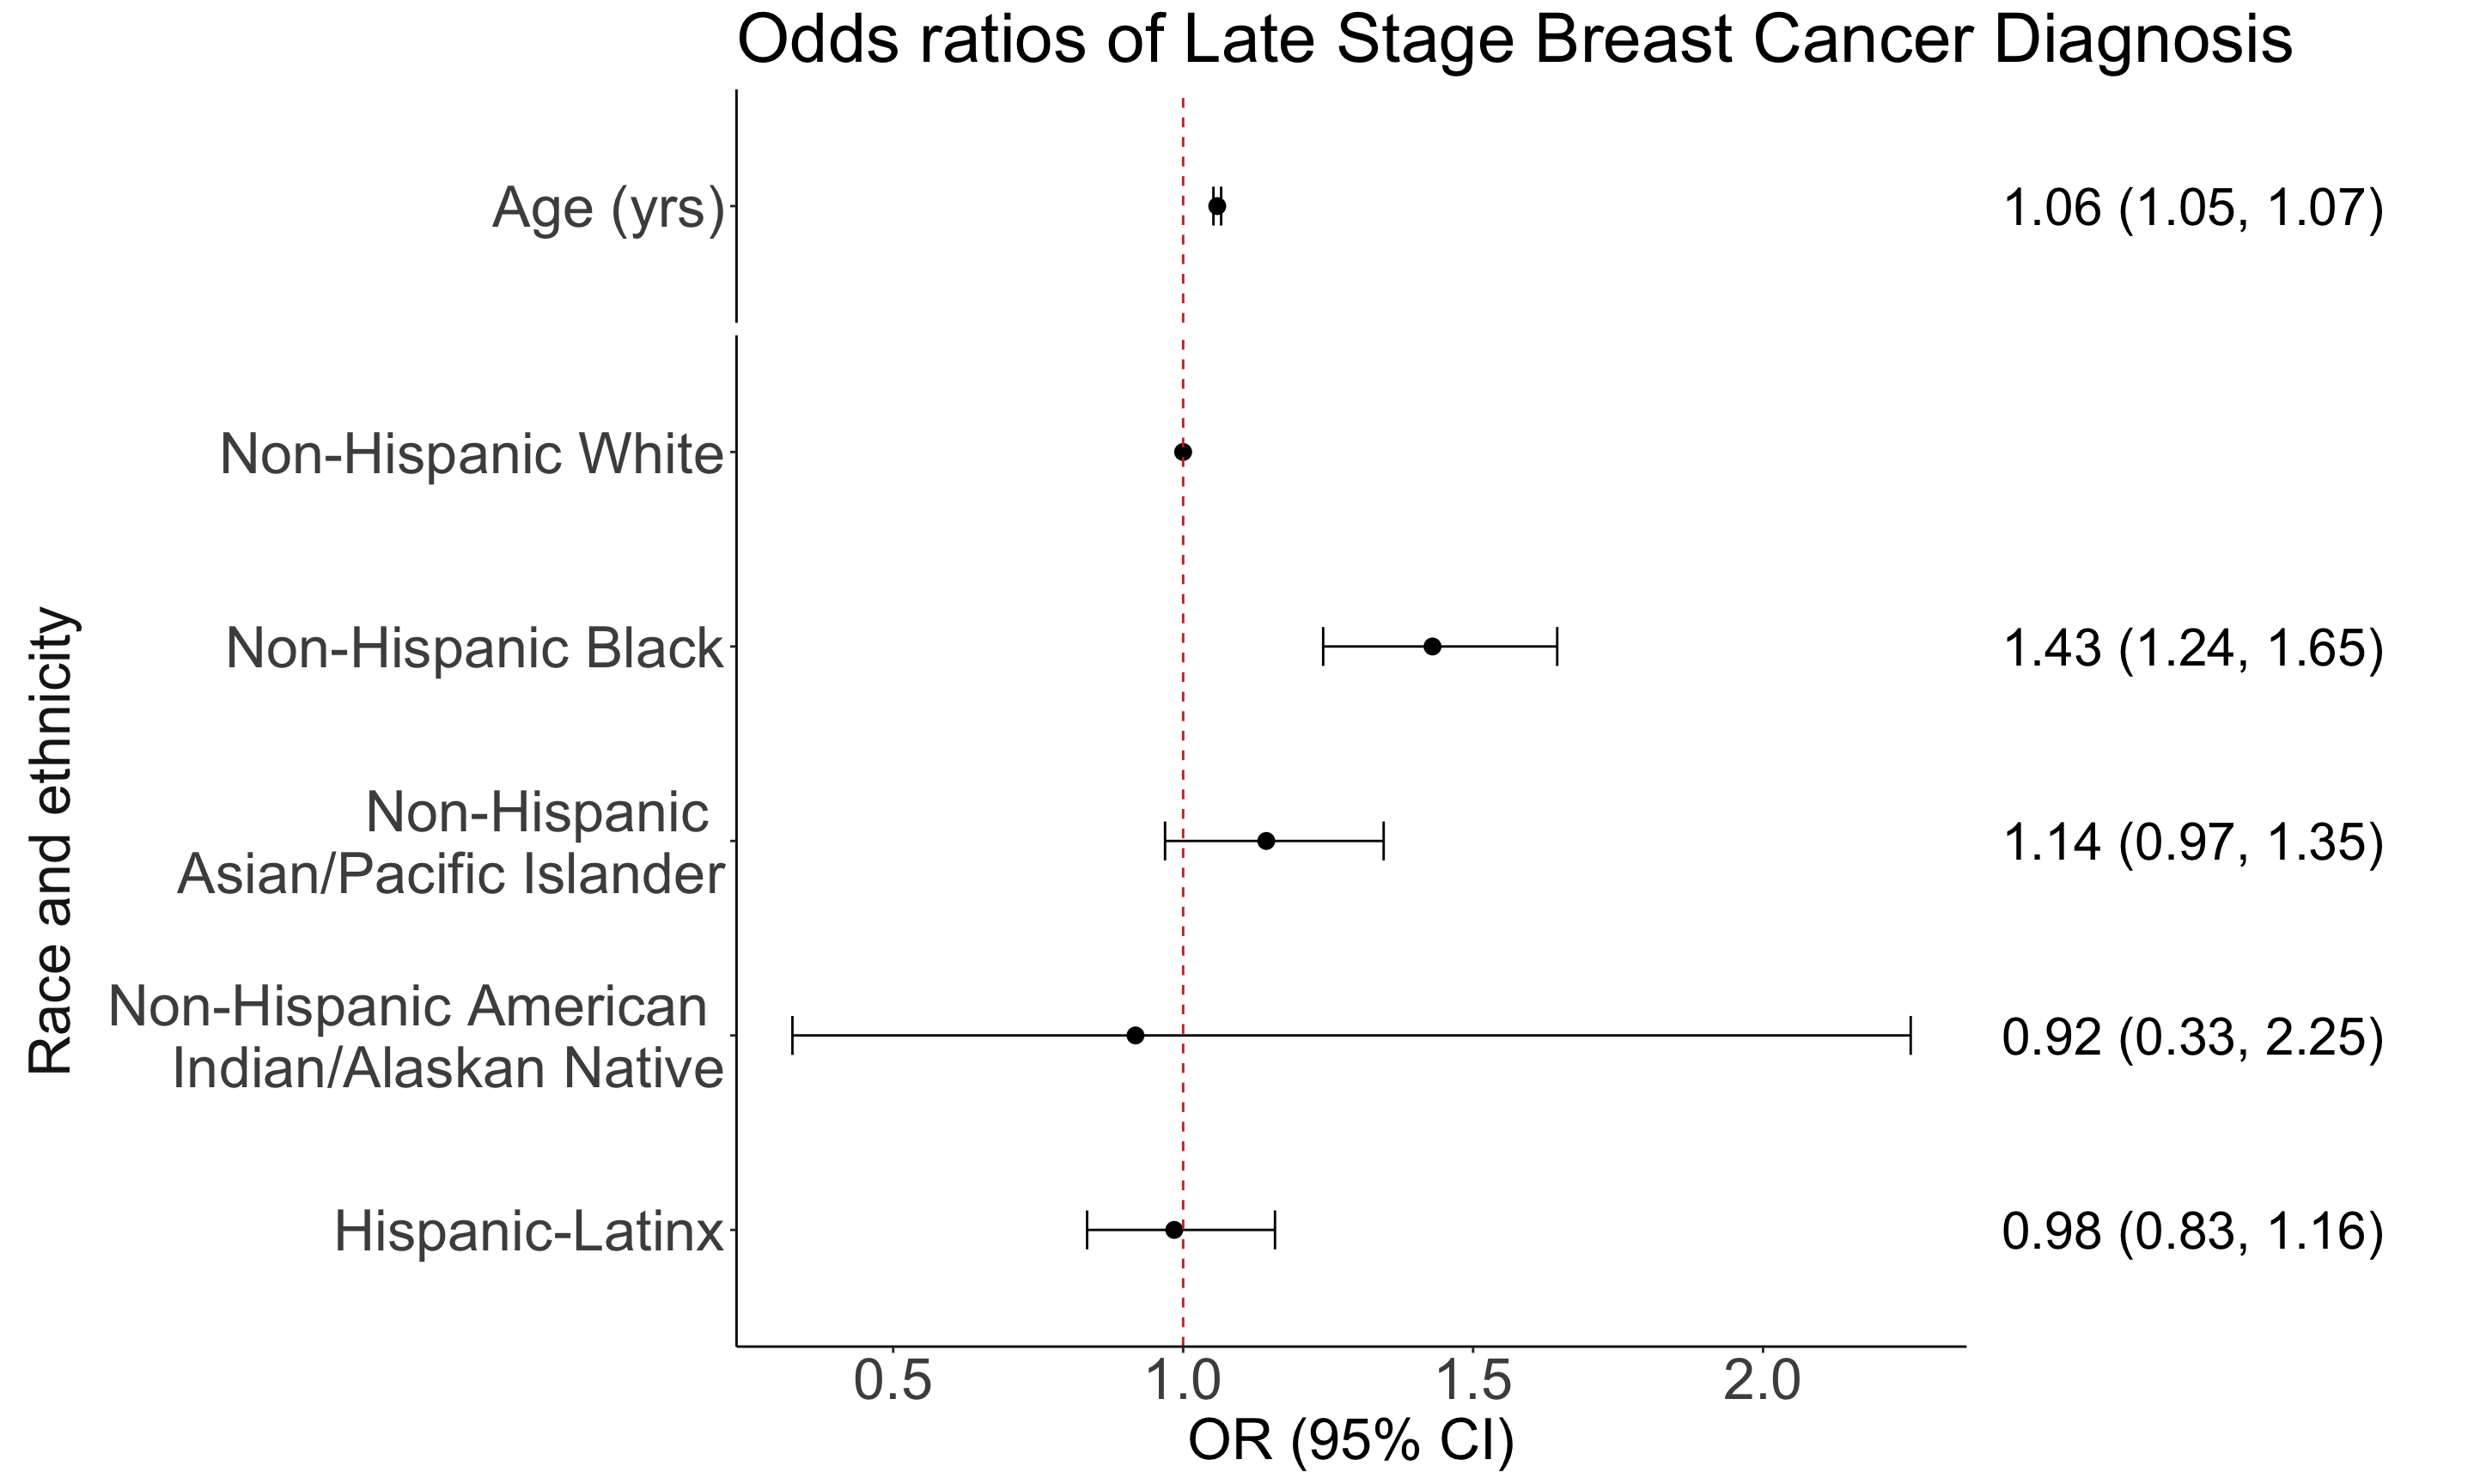 Odds ratios of Late Stage Breast Cancer Diagnosis
Age (yrs)
1.06 (1.05, 1.07)
Race and ethnicity
Non-Hispanic White
Non-Hispanic Black
1.43 (1.24, 1.65)
Non-Hispanic
Asian/Pacific Islander
1.14 (0.97, 1.35)
Non-Hispanic American
Indian/Alaskan Native
0.92 (0.33, 2.25)
Hispanic-Latinx
0.98 (0.83, 1.16)
0.5 1.0 1.5 2.0
OR (95% CI)